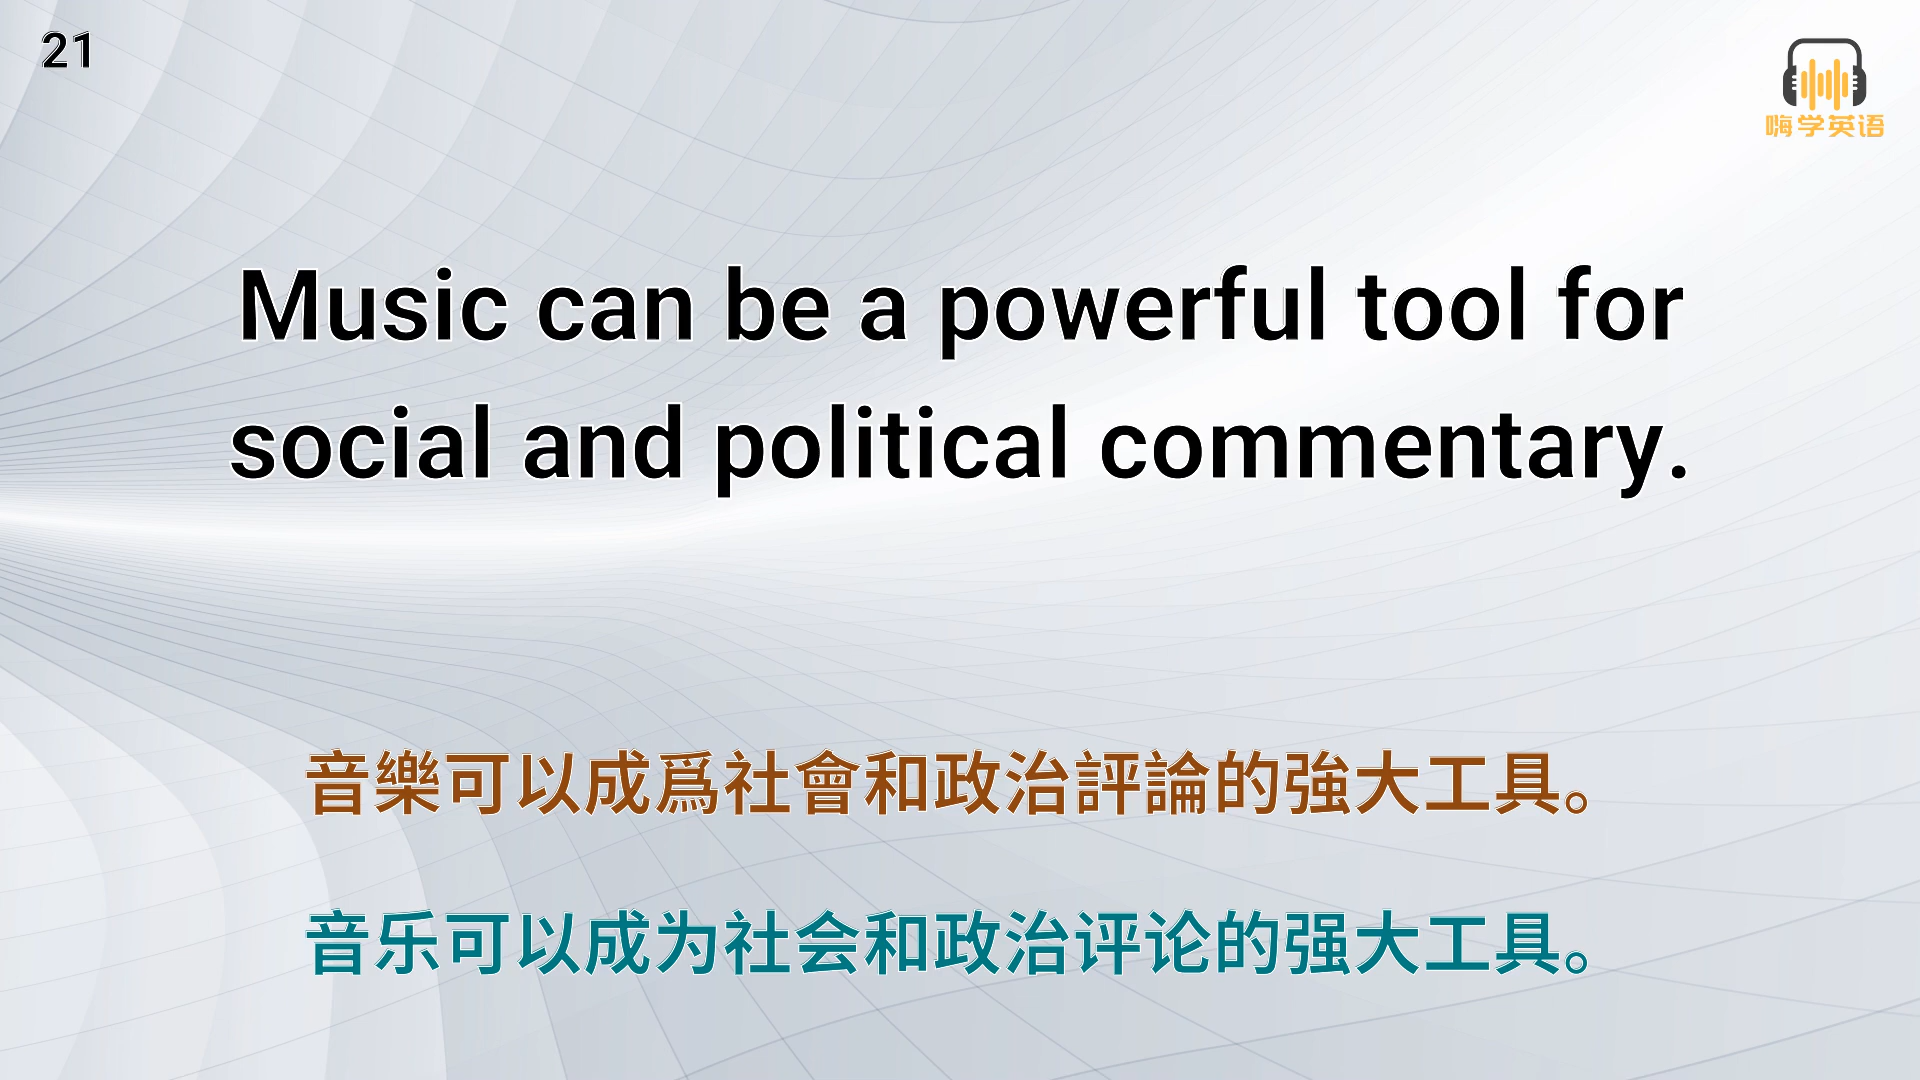 21
嗨学英语
Music can be a powerful tool for
social and political commentary.
音樂可以成爲社會和政治評論的強大工具。
音乐可以成为社会和政治评论的强大工具。